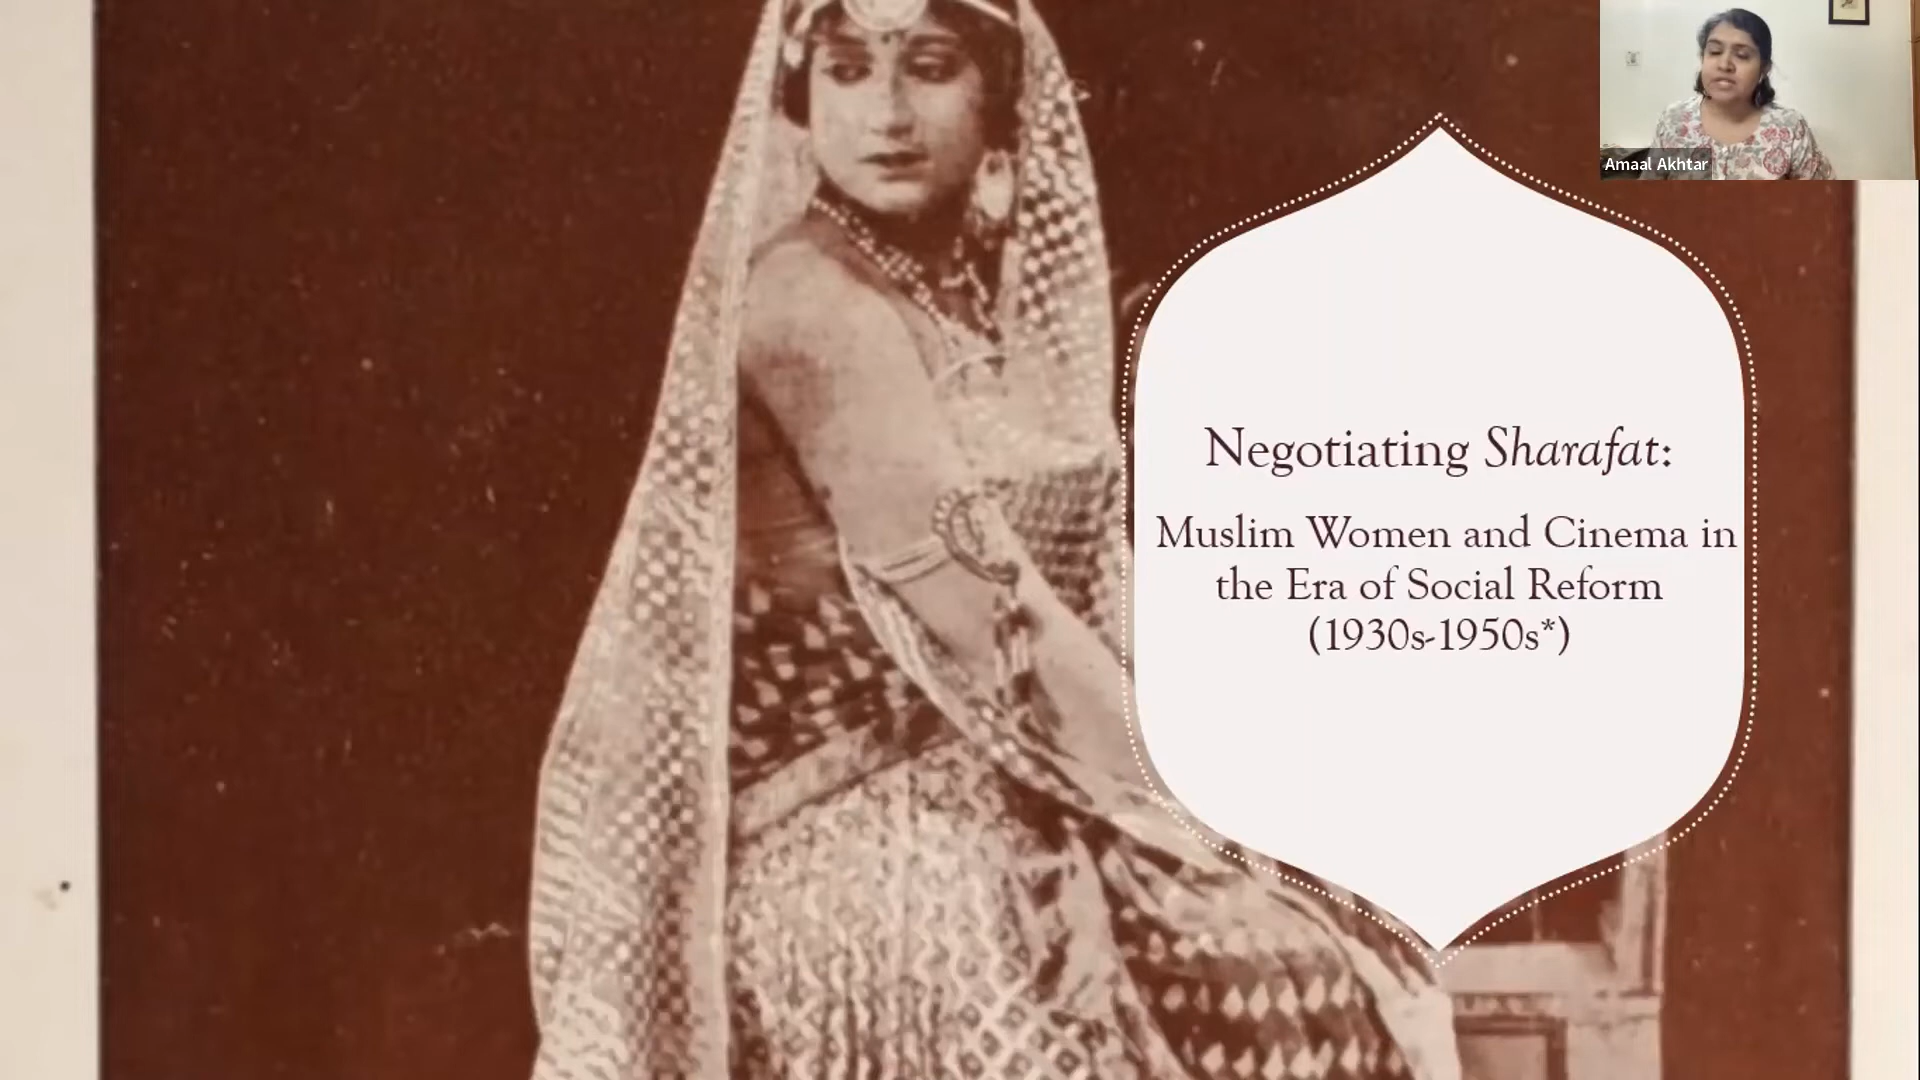 Amaal Akhtar
Negotiating Sharafat:
Muslim Women and Cinema in
the Era of Social Reform
(1930s-1950s*)